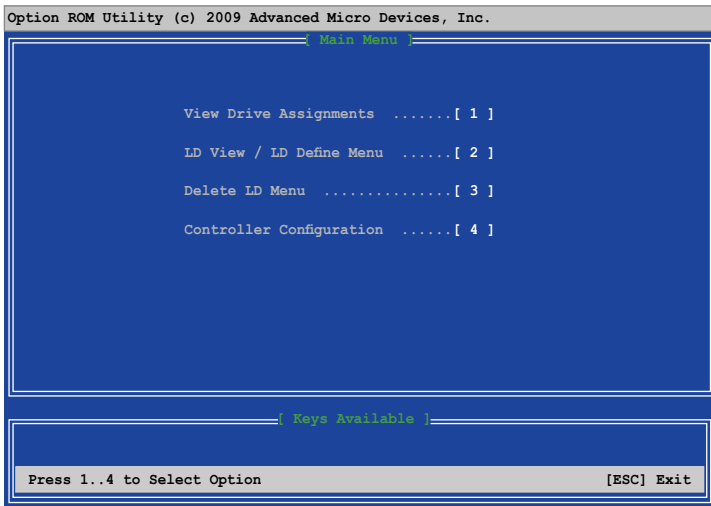 Option ROM Utility (c) 2009 Advanced Micro Devices, Inc.
[ Main Menu ]
View Drive Assignments .......[ 1 ]
LD View / LD Define Menu ......[ 2 ]
Delete LD Menu ...............[ 3 ]
Controller Configuration ......[ 4 ]
[ Keys Available ]
Press 1..4 to Select Option [ESC] Exit